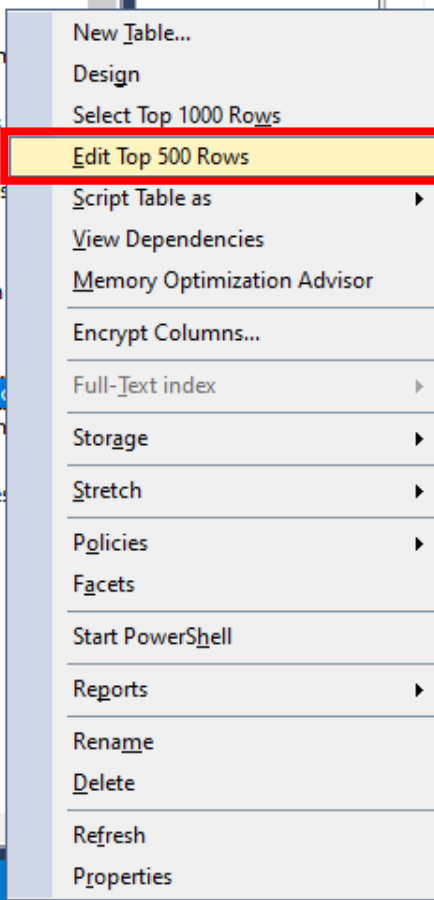 New Table...
Design
Select Top 1000 Rows
Edit Top 500 Rows
Script Table as
View Dependencies
Memory Optimization Advisor
Encrypt Columns...
Full-Text index
Storage
Stretch
Policies
Facets
Start PowerShell
Reports
Rename
Delete
Refresh
Properties